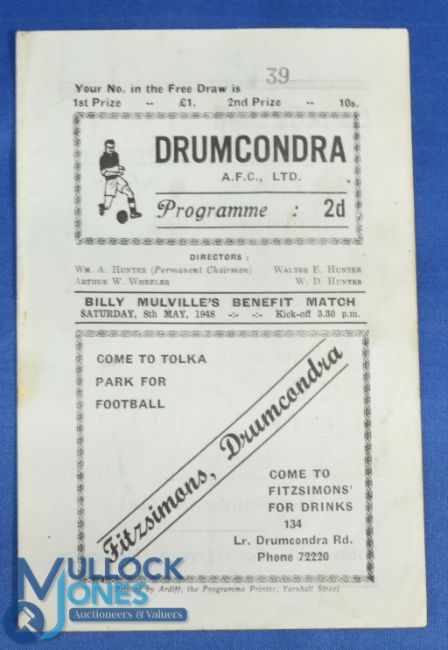 39
Your No. in the Free Draw is
1st Prize -- £1. 2nd Prize -- 10s.
DRUMCONDRA
A.F.C., LTD.
Programme : 2d
DIRECTORS :
WM. A. HUNTER (Permanent Chairman) WALTER E. HUNTER
ARTHUR W. WHEELER W. D. HUNTER
BILLY MULVILLE'S BENEFIT MATCH
SATURDAY, 8th MAY, 1948 -:- -:- Kick-off 3.30 p.m.
COME TO TOLKA
PARK FOR
FOOTBALL
Fitzsimons, Drumcondra
COME TO
FITZSIMONS'
FOR DRINKS
134
Lr. Drumcondra Rd.
Phone 72220
Printed by Ardiff, the Programme Printer, Yarnhall Street
MULLOCK
JONES
Auctioneers & Valuers